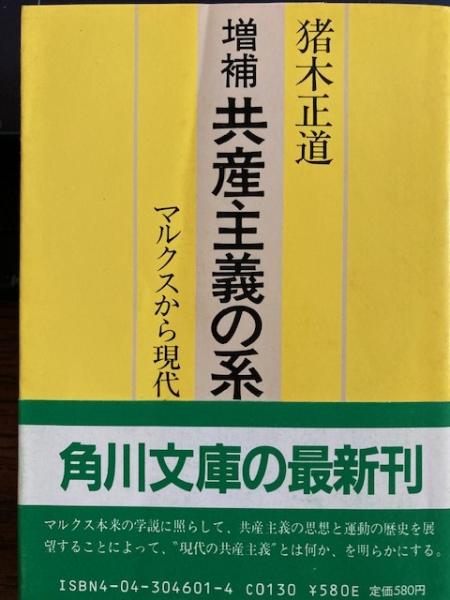 猪木正道
増補 共産主義の系
マルクスから現代
角川文庫の最新刊
マルクス本来の学説に照らして、共産主義の思想と運動の歴史を展
望することによって、〝現代の共産主義〟とは何か、を明らかにする。
ISBN4-04-304601-4 C0130 ¥580E 定価580円